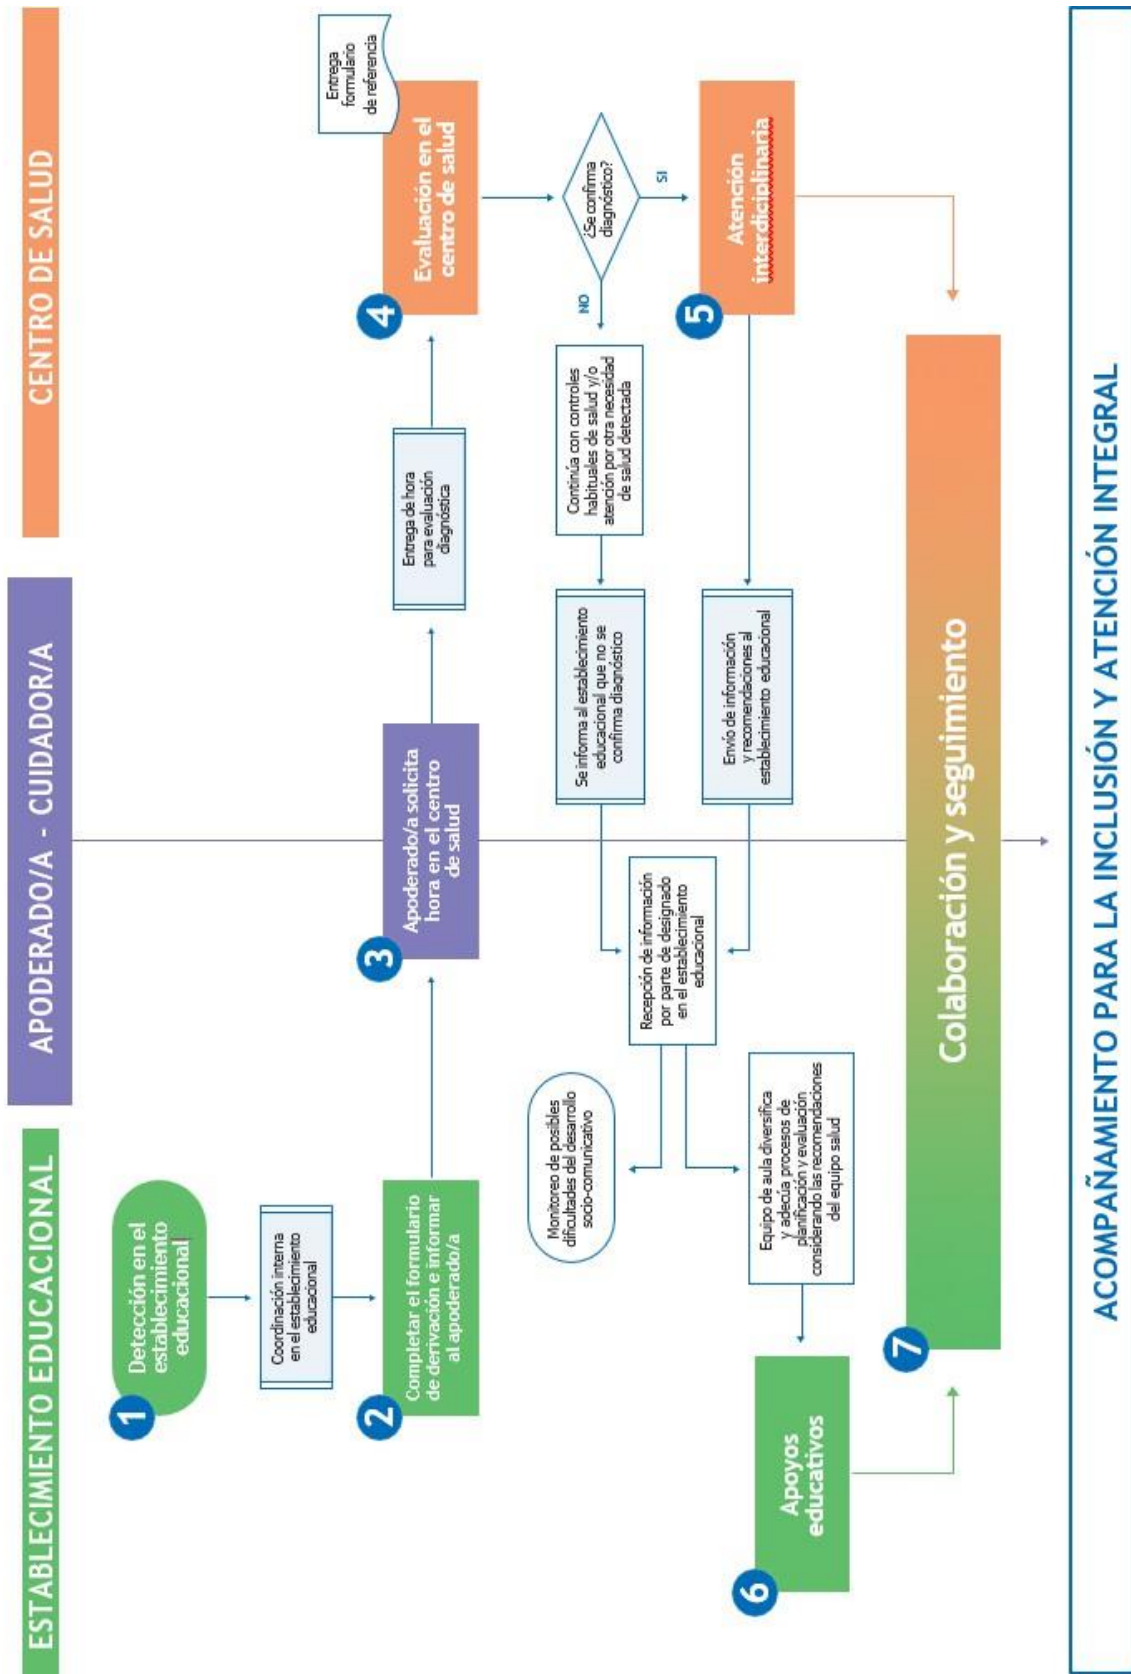 ESTABLECIMIENTO EDUCACIONAL
APODERADO/A - CUIDADOR/A
CENTRO DE SALUD
1
Detección en el
establecimiento
educacional
Coordinación interna
en el establecimiento
educacional
2
Completar el formulario
de derivación e informar
al apoderado/a
3
Apoderado/a solicita
hora en el centro
de salud
Entrega de hora
para evaluación
diagnóstica
4
Evaluación en el
centro de salud
Entrega
formulario
de referencia
¿Se confirma
diagnóstico?
NO
SI
Continúa con controles
habituales de salud y/o
atención por otra necesidad
de salud detectada
Se informa al establecimiento
educacional que no se
confirma diagnóstico
5
Atención
interdiciplinaria
Envío de información
y recomendaciones al
establecimiento educacional
Recepción de información
por parte de designado
en el establecimiento
educacional
Monitoreo de posibles
dificultades del desarrollo
socio-comunicativo
Equipo de aula diversifica
y adecúa procesos de
planificación y evaluación
considerando las recomendaciones
del equipo salud
6
Apoyos
educativos
7
Colaboración y seguimiento
ACOMPAÑAMIENTO PARA LA INCLUSIÓN Y ATENCIÓN INTEGRAL